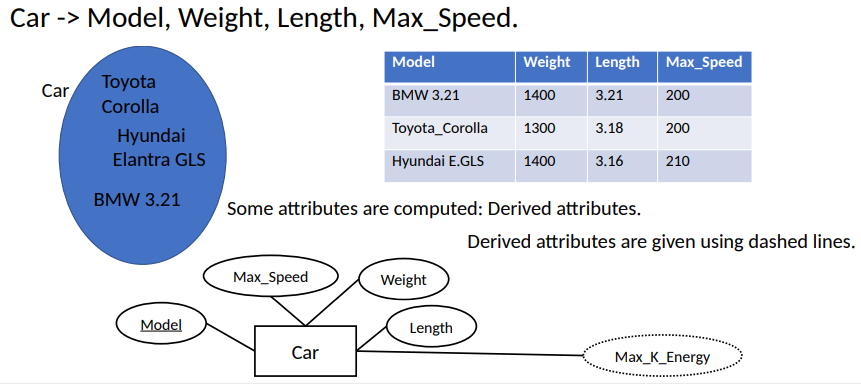 Car -> Model, Weight, Length, Max_Speed.
Car
Toyota
Corolla
Hyundai
Elantra GLS
BMW 3.21
Model Weight Length Max_Speed
BMW 3.21 1400 3.21 200
Toyota_Corolla 1300 3.18 200
Hyundai E.GLS 1400 3.16 210
Some attributes are computed: Derived attributes.
Derived attributes are given using dashed lines.
Max_Speed
Weight
Model
Length
Car
Max_K_Energy